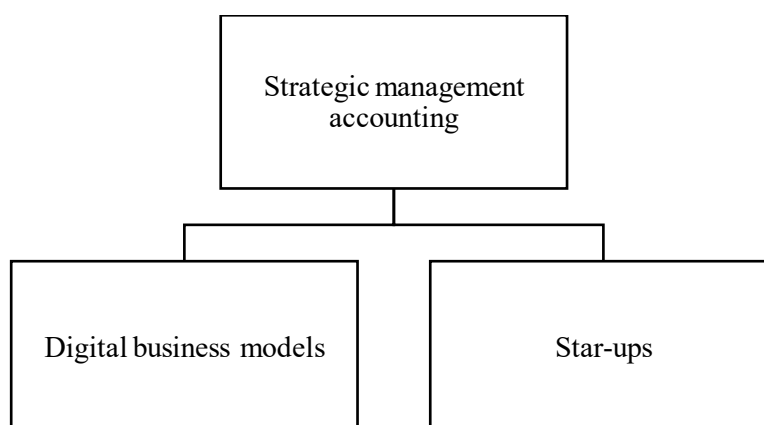 Strategic management
accounting
Digital business models
Star-ups